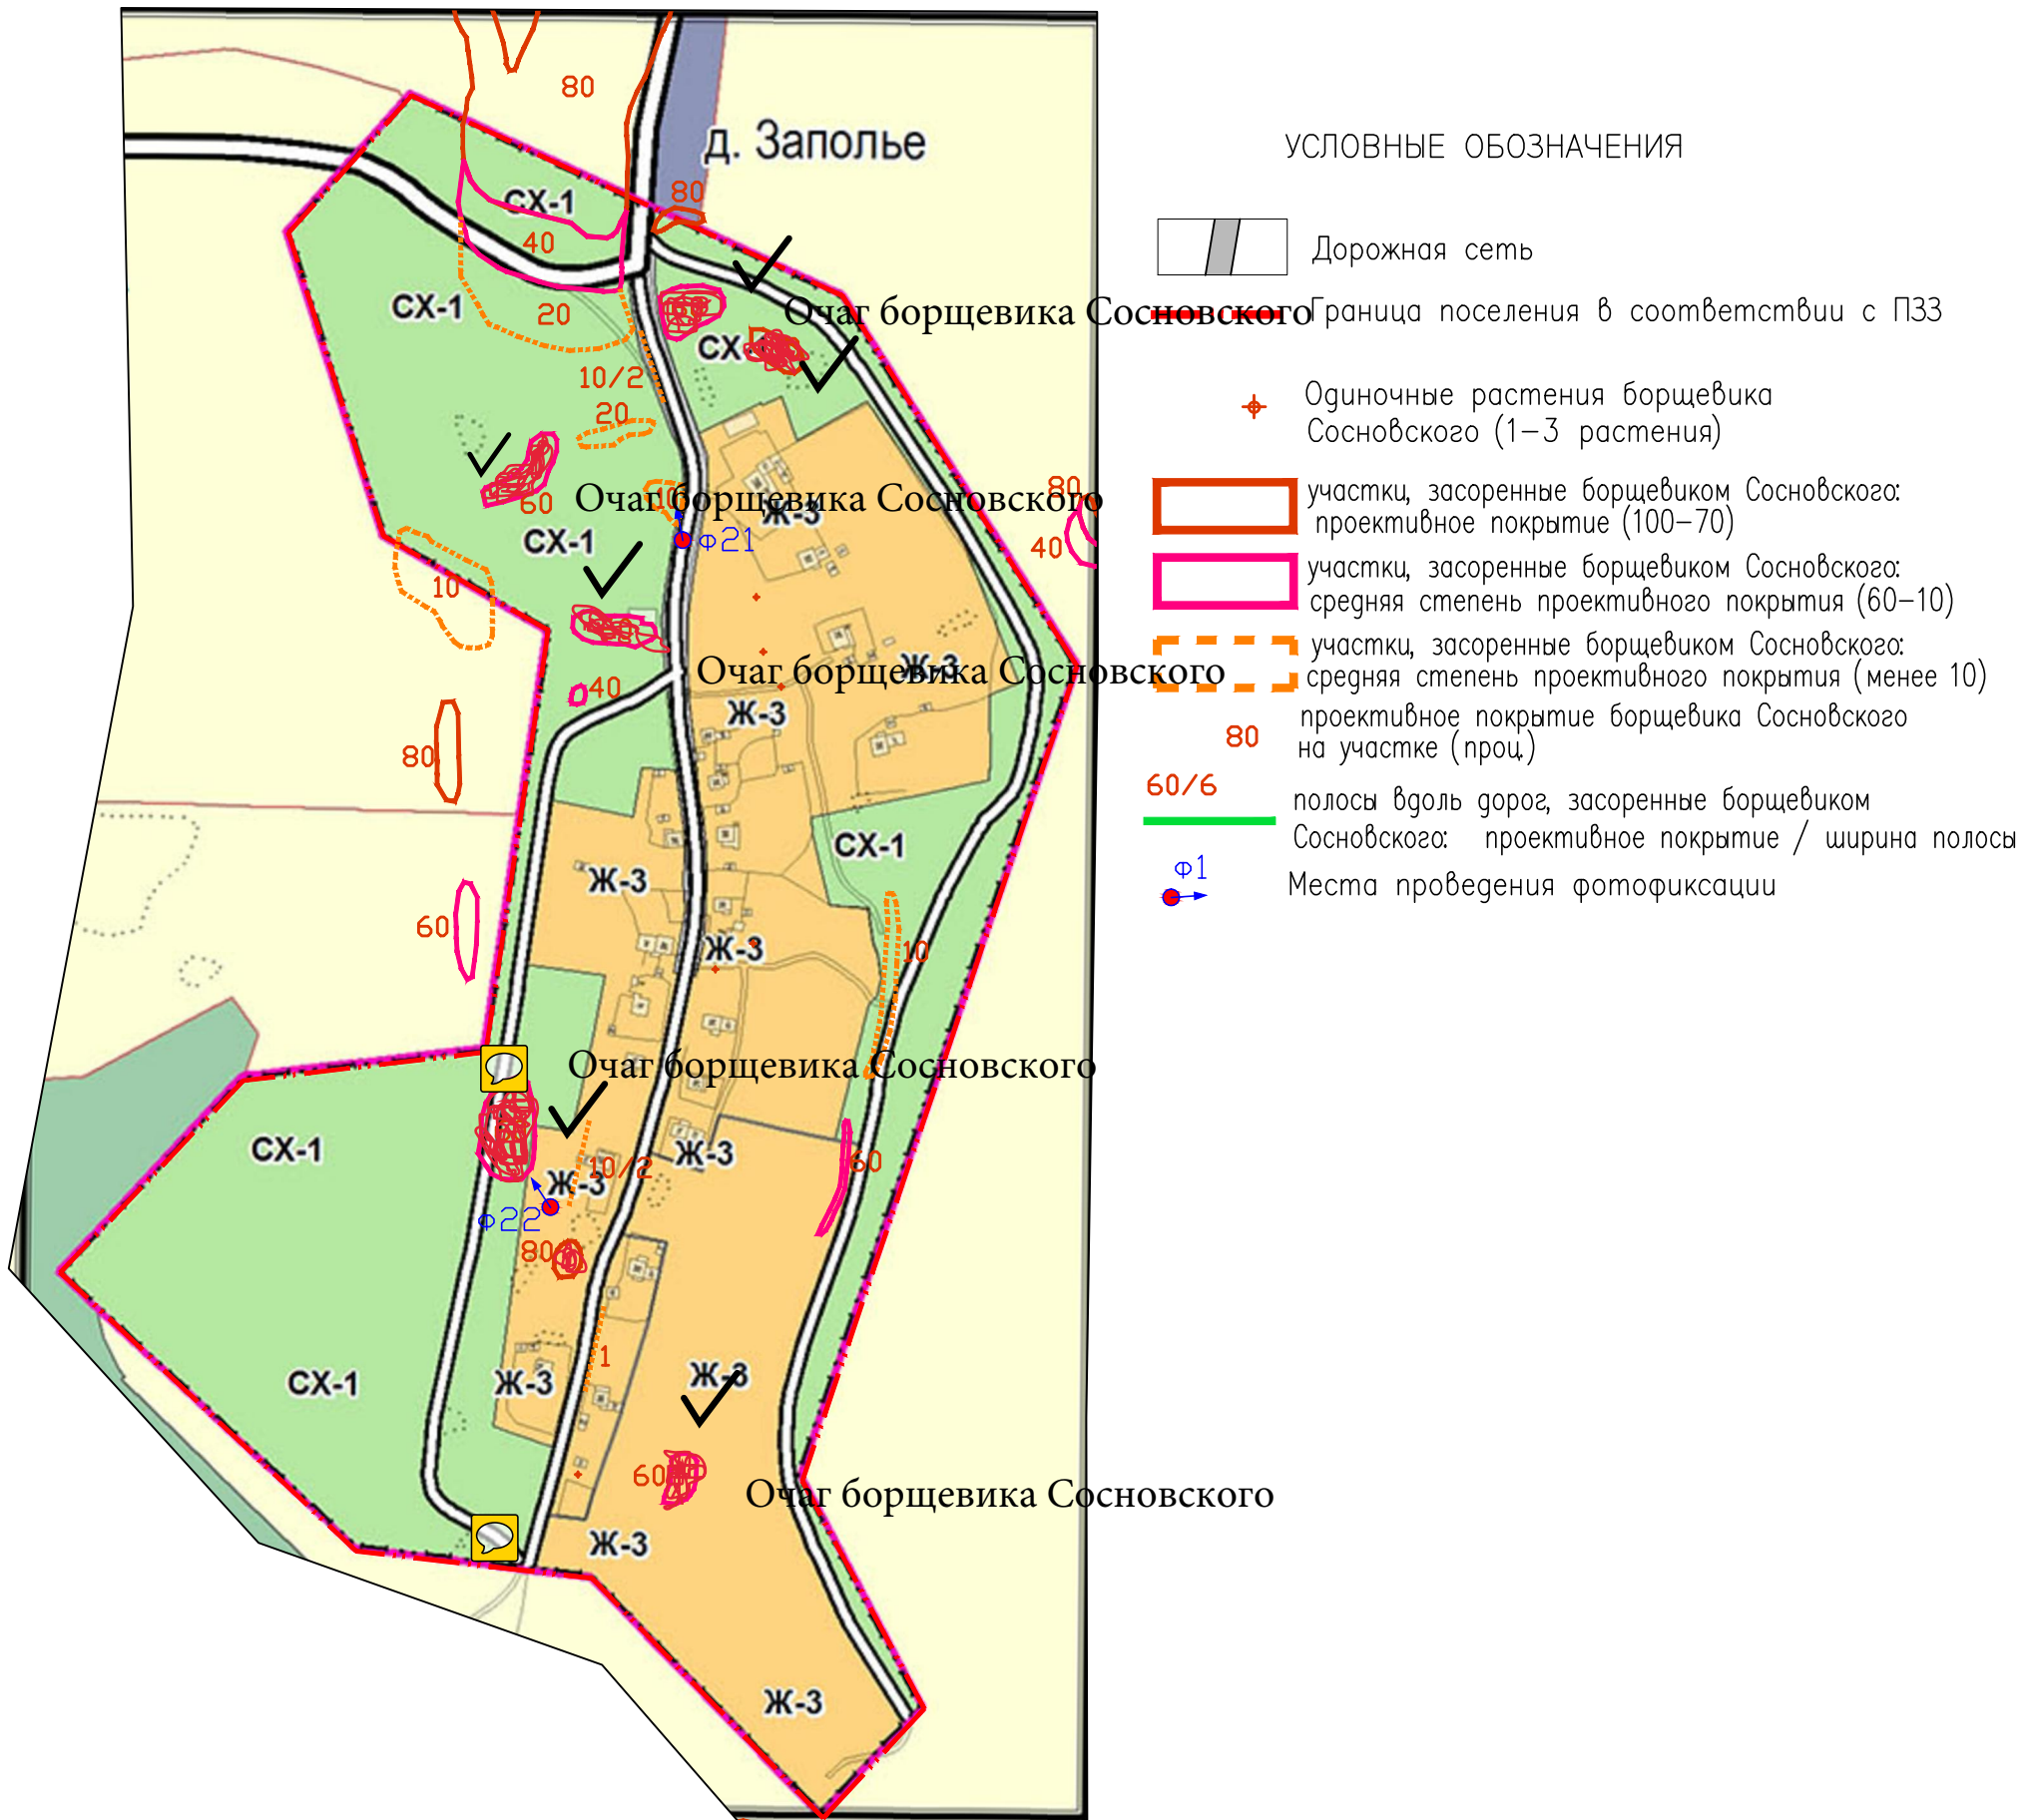 80
д. Заполье
80
СХ-1
40
СХ-1
20
Очаг борщевика Сосновского
10/2
20
60
Очаг борщевика Сосновского
Ж-3
СХ-1
ф21
10
80
40
Очаг борщевика Сосновского
Ж-3
40
Ж-3
80
СХ-1
Ж-3
60
Ж-3
10
Очаг борщевика Сосновского
СХ-1
Ж-3
60
10/2
Ж-3
ф22
80
1
Ж-3
СХ-1
Ж-3
60
Очаг борщевика Сосновского
Ж-3
Ж-3
УСЛОВНЫЕ ОБОЗНАЧЕНИЯ
Дорожная сеть
Граница поселения в соответствии с ПЗЗ
Одиночные растения борщевика
Сосновского (1-3 растения)
участки, засоренные борщевиком Сосновского:
проективное покрытие (100-70)
участки, засоренные борщевиком Сосновского:
средняя степень проективного покрытия (60-10)
участки, засоренные борщевиком Сосновского:
средняя степень проективного покрытия (менее 10)
80
проективное покрытие борщевика Сосновского
на участке (проц.)
60/6
полосы вдоль дорог, засоренные борщевиком
Сосновского: проективное покрытие / ширина полосы
ф1
Места проведения фотофиксации